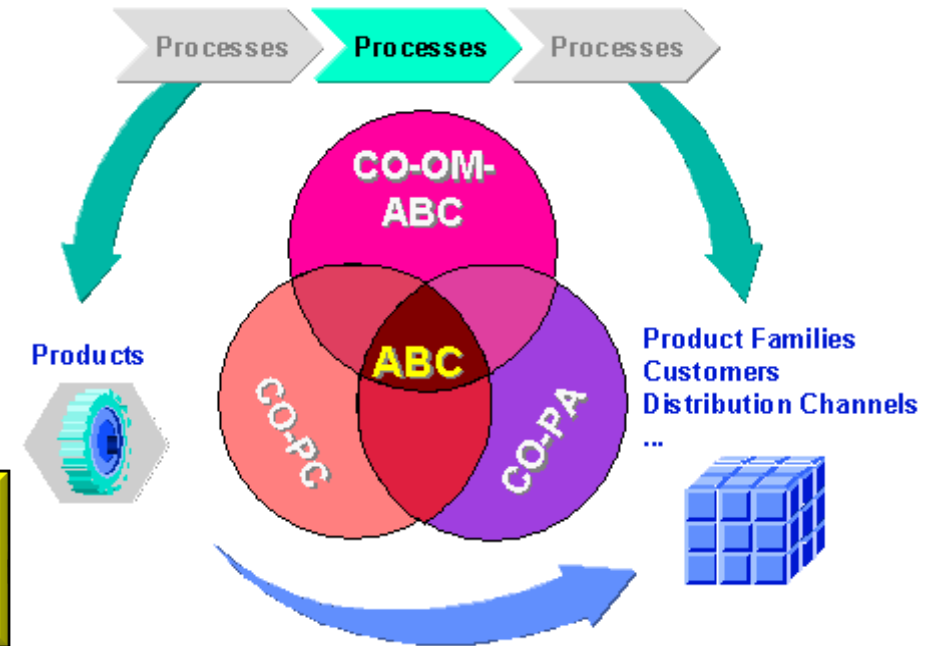 Processes Processes Processes
CO-OM-
ABC
Products
ABC
Product Families
Customers
Distribution Channels
...
CO-PC
CO-PA